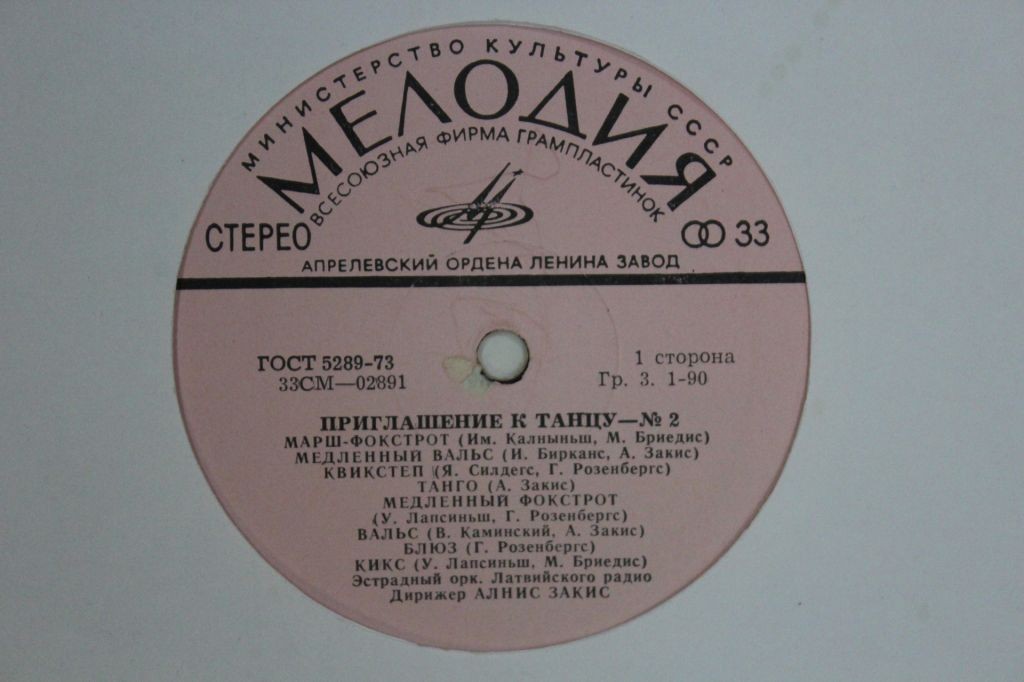 МИНИСТЕРСТВО КУЛЬТУРЫ СССР
МЕЛОДИЯ
ВСЕСОЮЗНАЯ ФИРМА ГРАМПЛАСТИНОК
СТЕРЕО
33
АПРЕЛЕВСКИЙ ОРДЕНА ЛЕНИНА ЗАВОД
ГОСТ 5289-73
33СМ—02891
1 сторона
Гр. 3. 1-90
ПРИГЛАШЕНИЕ К ТАНЦУ—№ 2
МАРШ-ФОКСТРОТ (Им. Калныньш, М. Бриедис)
МЕДЛЕННЫЙ ВАЛЬС (И. Бирканс, А. Закис)
КВИКСТЕП (Я. Силдегс, Г. Розенбергс)
ТАНГО (А. Закис)
МЕДЛЕННЫЙ ФОКСТРОТ
(У. Лапсиньш, Г. Розенбергс)
ВАЛЬС (В. Каминский, А. Закис)
БЛЮЗ (Г. Розенбергс)
КИКС (У. Лапсиньш, М. Бриедис)
Эстрадный орк. Латвийского радио
Дирижер АЛНИС ЗАКИС